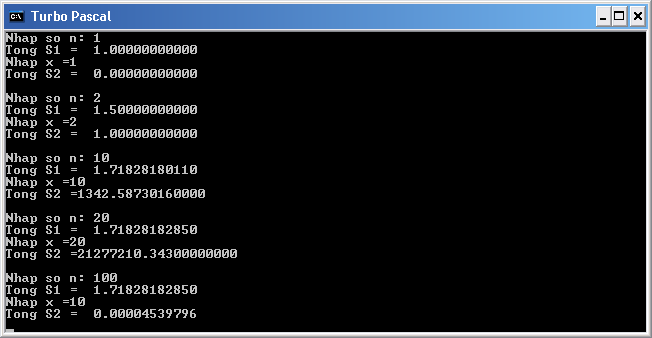 Turbo Pascal
Nhap so n: 1
Tong S1 =  1.00000000000
Nhap x =1
Tong S2 =  0.00000000000
Nhap so n: 2
Tong S1 =  1.50000000000
Nhap x =2
Tong S2 =  1.00000000000
Nhap so n: 10
Tong S1 =  1.71828180110
Nhap x =10
Tong S2 =1342.58730160000
Nhap so n: 20
Tong S1 =  1.71828182850
Nhap x =20
Tong S2 =21277210.34300000000
Nhap so n: 100
Tong S1 =  1.71828182850
Nhap x =10
Tong S2 =  0.00004539796